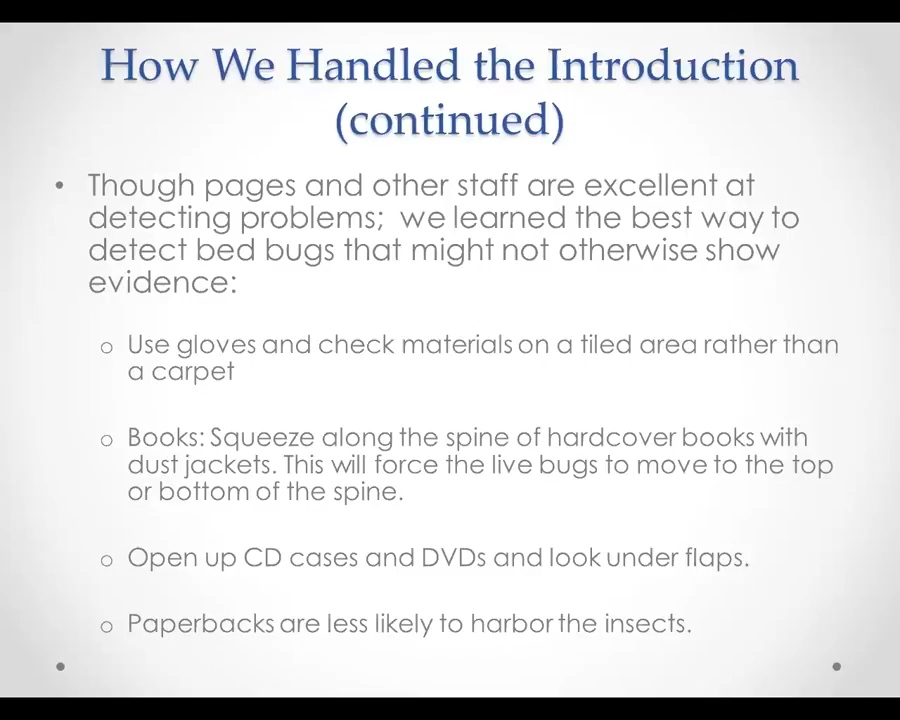 How We Handled the Introduction
(continued)
• Though pages and other staff are excellent at
detecting problems;  we learned the best way to
detect bed bugs that might not otherwise show
evidence:
o Use gloves and check materials on a tiled area rather than
a carpet
o Books: Squeeze along the spine of hardcover books with
dust jackets. This will force the live bugs to move to the top
or bottom of the spine.
o Open up CD cases and DVDs and look under flaps.
o Paperbacks are less likely to harbor the insects.